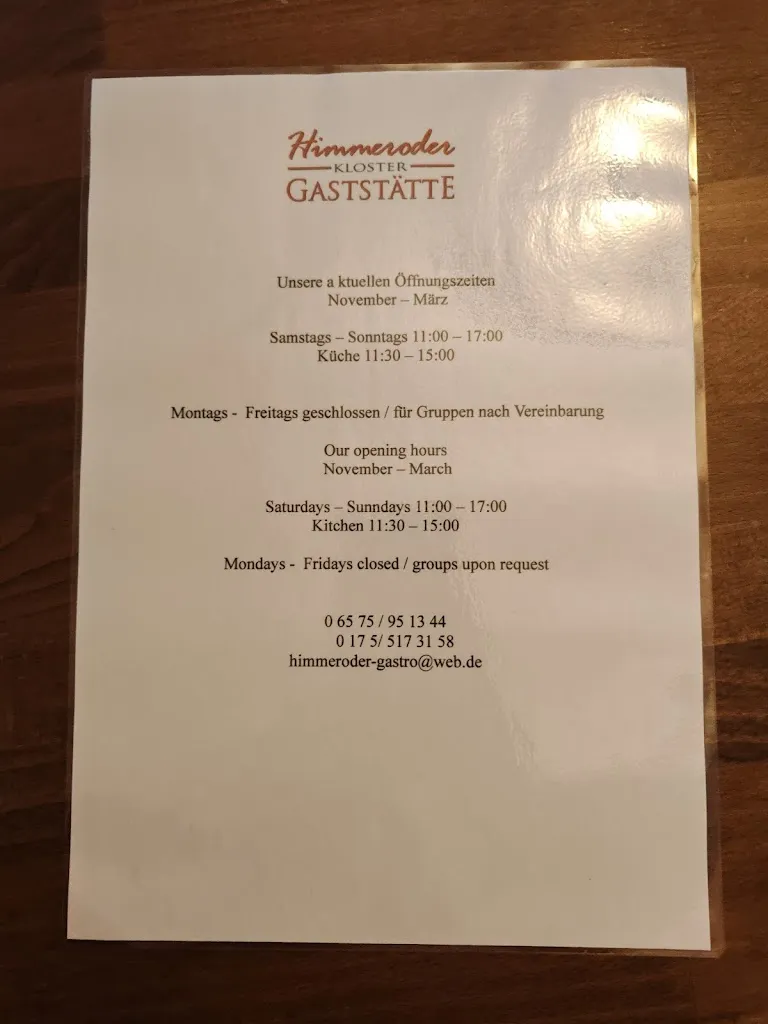 Himmeroder
KLOSTER
GASTSTÄTTE
Unsere a ktuellen Öffnungszeiten
November – März
Samstags – Sonntags 11:00 – 17:00
Küche 11:30 – 15:00
Montags -  Freitags geschlossen / für Gruppen nach Vereinbarung
Our opening hours
November – March
Saturdays – Sunndays 11:00 – 17:00
Kitchen 11:30 – 15:00
Mondays -  Fridays closed / groups upon request
0 65 75 / 95 13 44
0 17 5/ 517 31 58
himmeroder-gastro@web.de